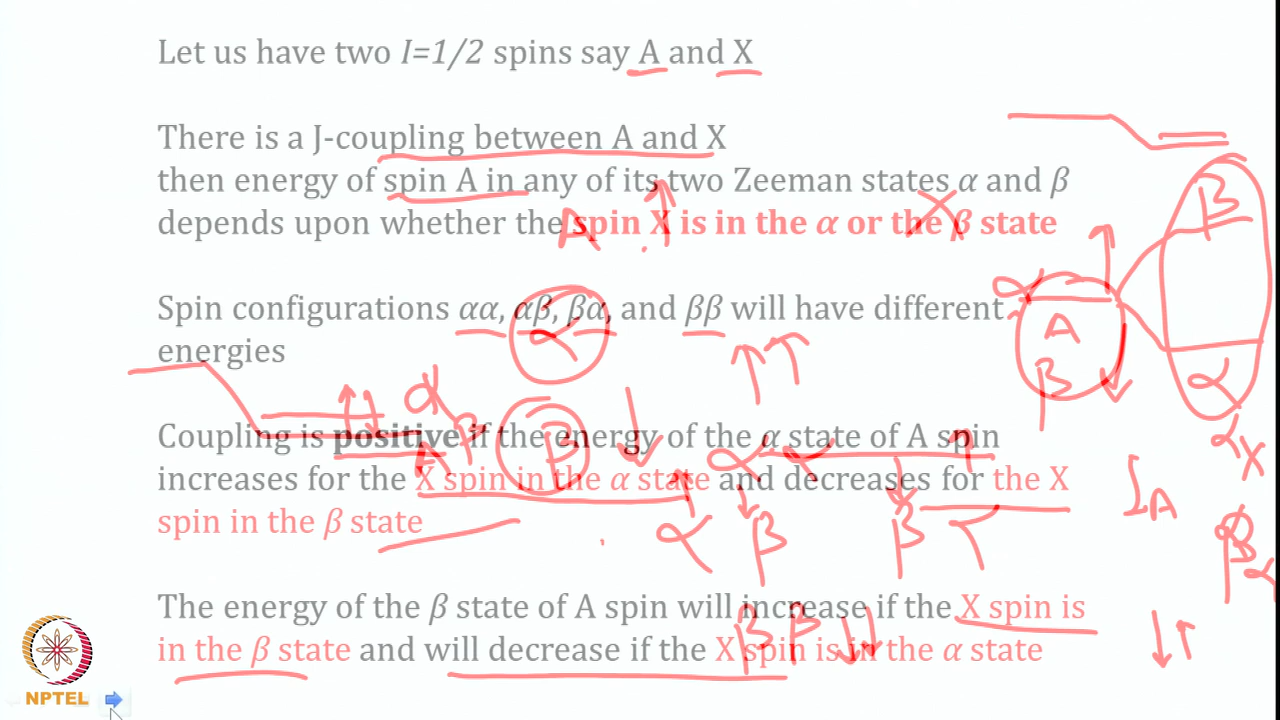 Let us have two I=1/2 spins say A and X
There is a J-coupling between A and X
then energy of spin A in any of its two Zeeman states α and β
depends upon whether the spin X is in the α or the β state
Spin configurations αα, αβ, βα, and ββ will have different
energies
Coupling is positive if the energy of the α state of A spin
increases for the X spin in the α state and decreases for the X
spin in the β state
The energy of the β state of A spin will increase if the X spin is
in the β state and will decrease if the X spin is in the α state
A
X
β
α
A
β
α
α
α
β
A
β
α
α
β
β
β β
α X
I A
β
α
NPTEL